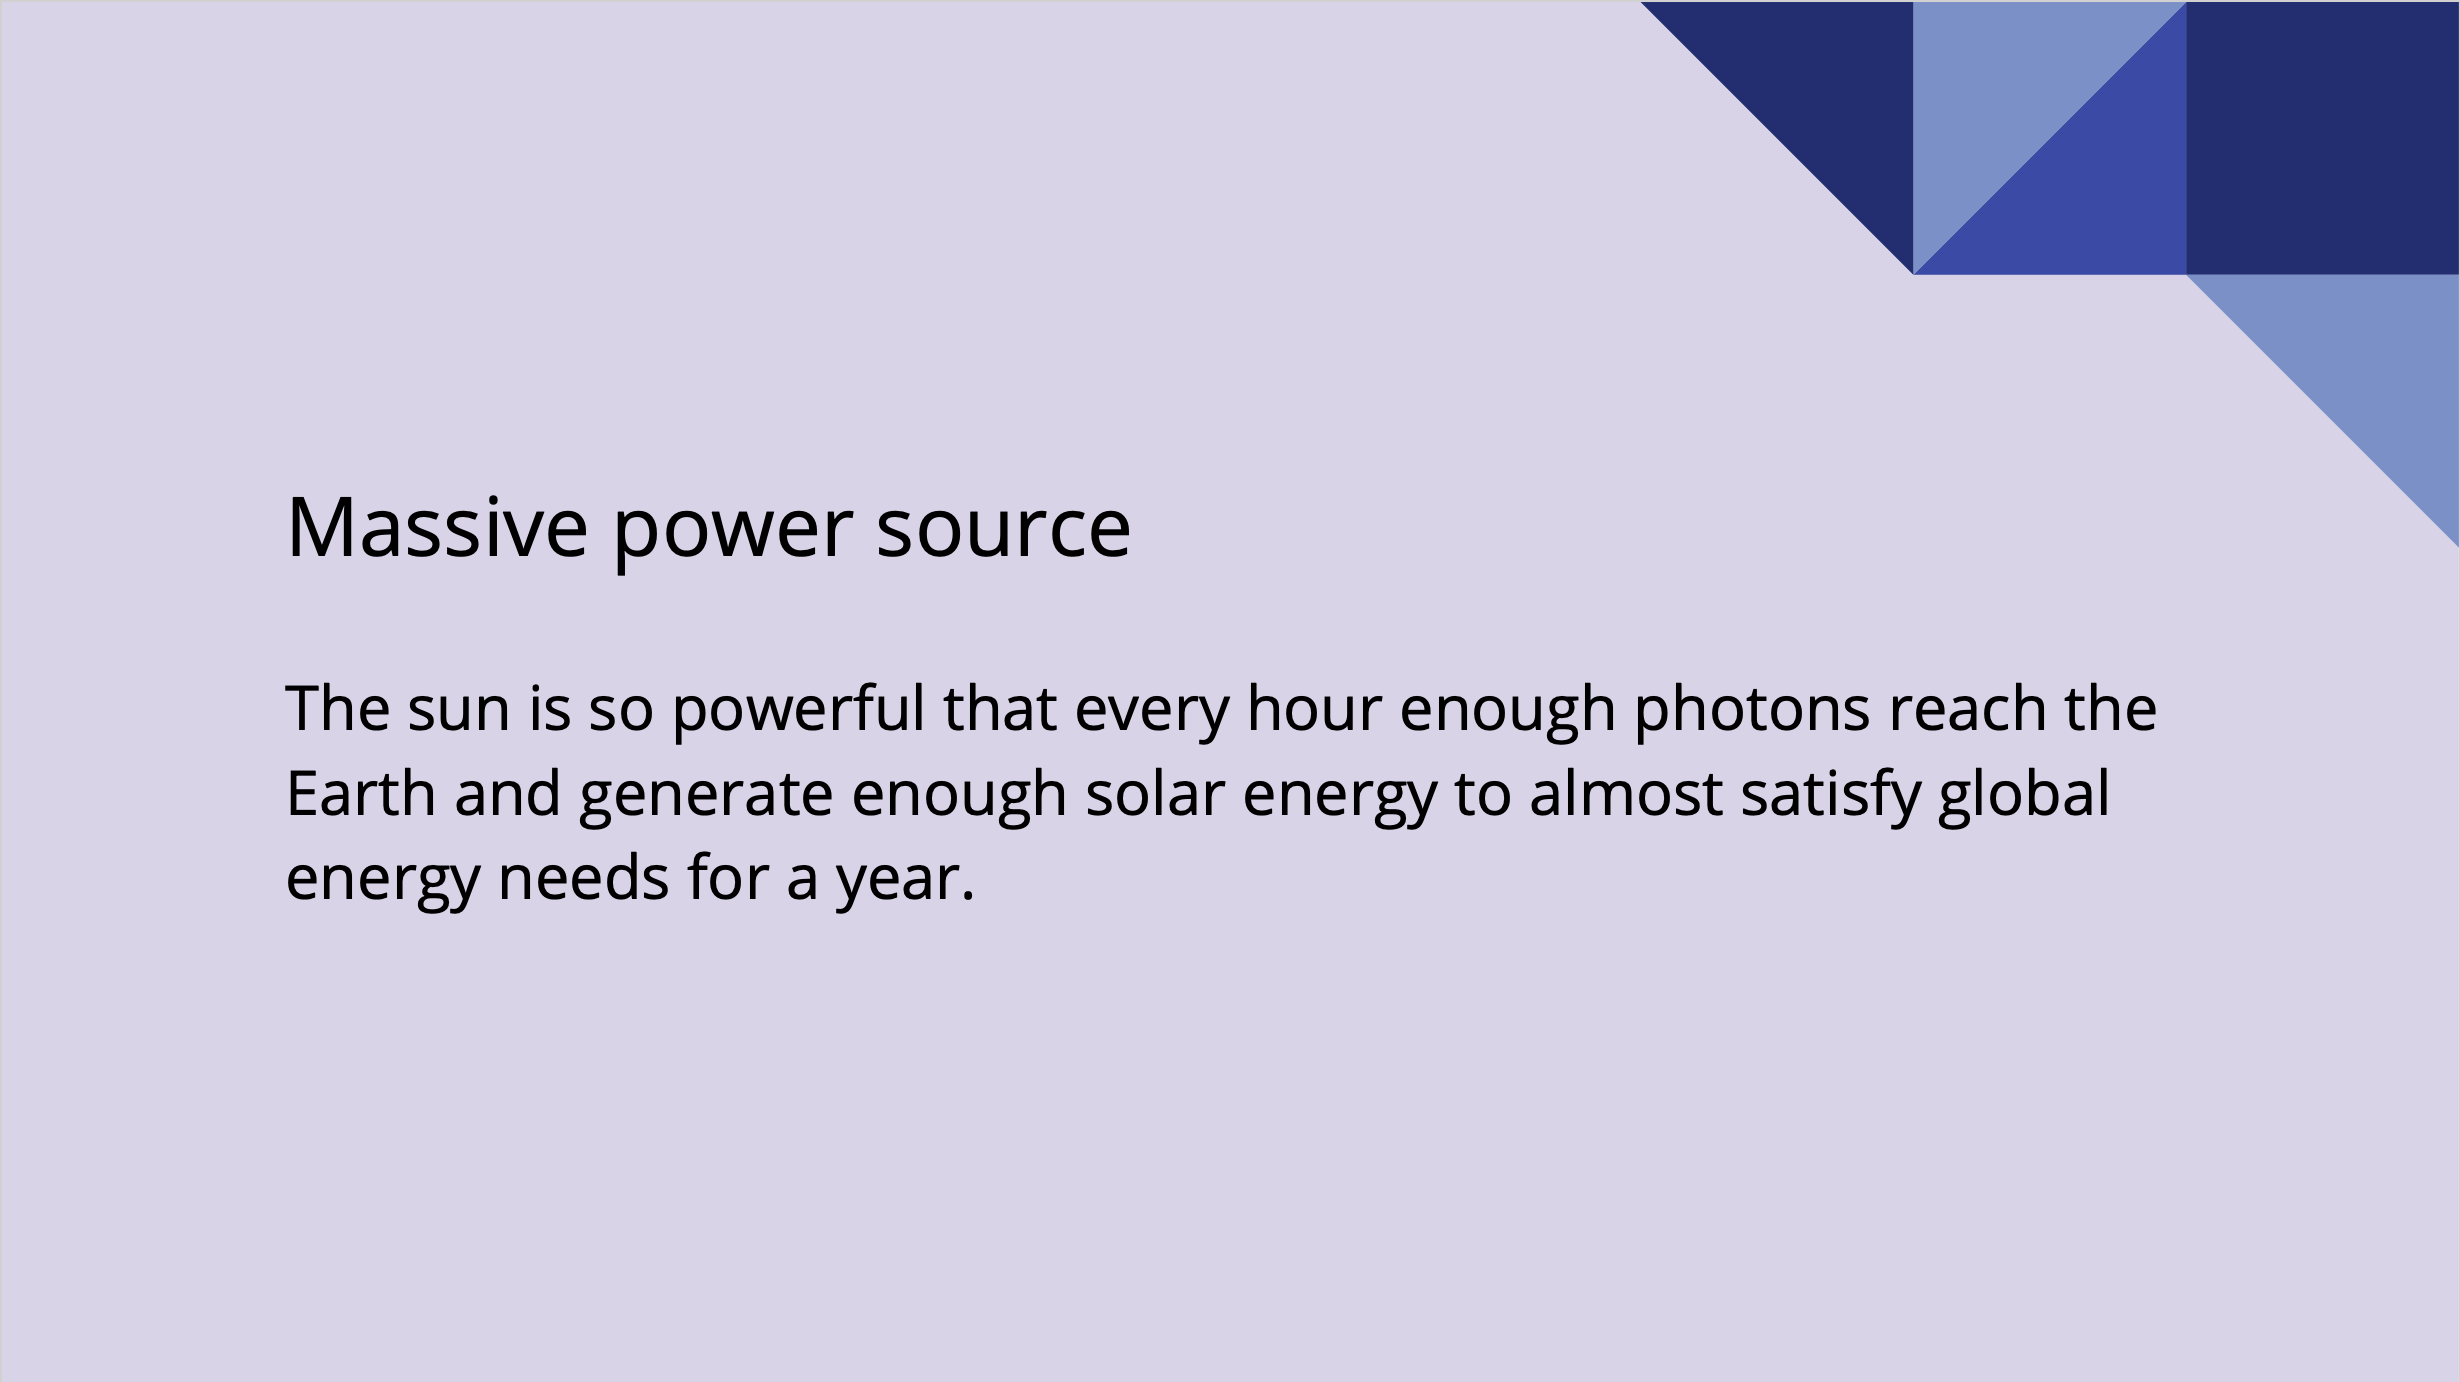 Massive power source
The sun is so powerful that every hour enough photons reach the
Earth and generate enough solar energy to almost satisfy global
energy needs for a year.